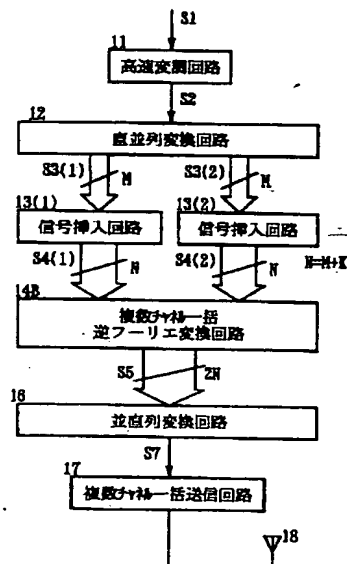 S1
11
高速変調回路
S2
12
直並列変換回路
S3(1) M S3(2) M
13(1) 13(2)
信号挿入回路 信号挿入回路
S4(1) N S4(2) N N=M+K
14B
複数チャネル一括
逆フーリエ変換回路
S5 2N
16
並直列変換回路
S7
17
複数チャネル一括送信回路
18